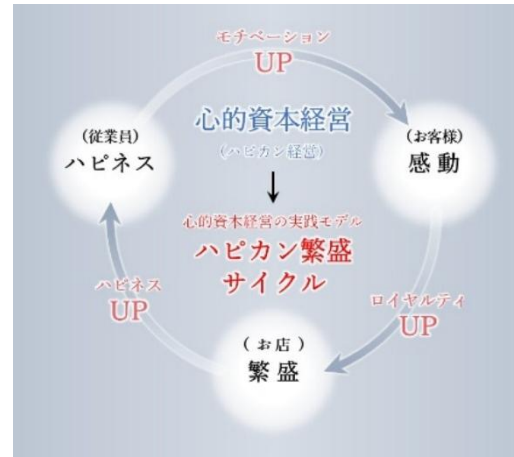 モチベーション
UP
(従業員)
ハピネス
心的資本経営
(ハピカン経営)
(お客様)
感動
心的資本経営の実践モデル
ハピカン繁盛
サイクル
ハピネス
UP
ロイヤルティ
UP
(お店)
繁盛